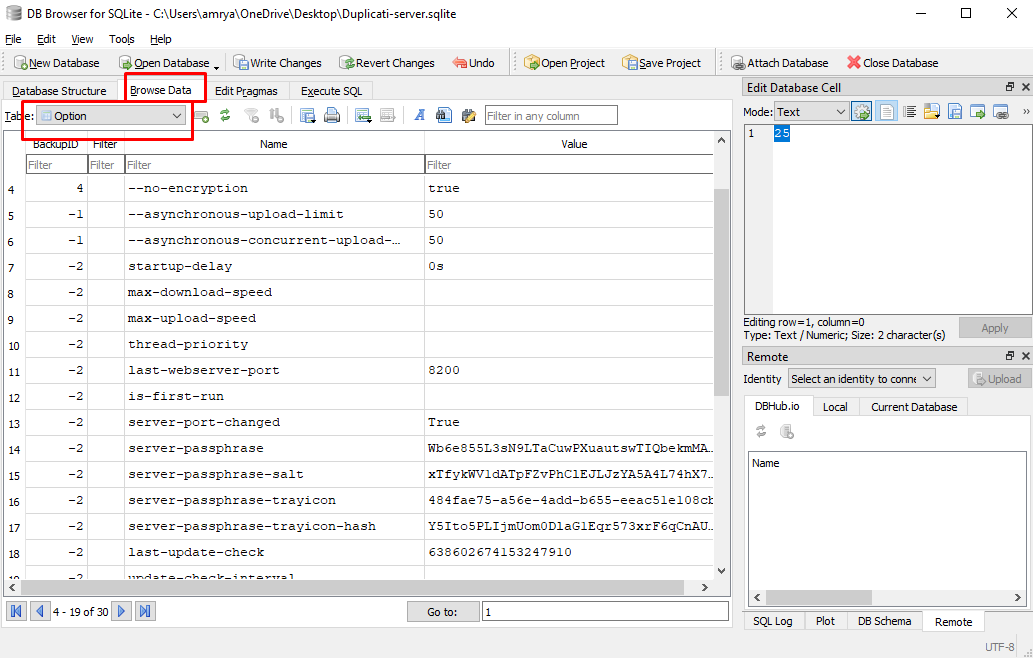 DB Browser for SQLite - C:\Users\amrya\OneDrive\Desktop\Duplicati-server.sqlite
File Edit View Tools Help
New Database Open Database Write Changes Revert Changes Undo Open Project Save Project Attach Database Close Database
Database Structure Browse Data Edit Pragmas Execute SQL
Table: Option Filter in any column
BackupID Filter Name Value
Filter Filter Filter Filter
4 4 --no-encryption true
5 -1 --asynchronous-upload-limit 50
6 -1 --asynchronous-concurrent-upload-… 50
7 -2 startup-delay 0s
8 -2 max-download-speed
9 -2 max-upload-speed
10 -2 thread-priority
11 -2 last-webserver-port 8200
12 -2 is-first-run
13 -2 server-port-changed True
14 -2 server-passphrase Wb6e855L3sN9LTaCuwPXuautswTIQbekmMA…
15 -2 server-passphrase-salt xTfykWVldATpFZvPhClEJLJzYA5A4L74hX7…
16 -2 server-passphrase-trayicon 484fae75-a56e-4add-b655-eeac51e108cb
17 -2 server-passphrase-trayicon-hash Y5Ito5PLIjmUom0DlaGlEqr573xrF6qCnAU…
18 -2 last-update-check 638602674153247910
19 -2 update-check-interval
4 - 19 of 30 Go to: 1
Edit Database Cell
Mode: Text
1 25
Editing row=1, column=0
Type: Text / Numeric; Size: 2 character(s)
Apply
Remote
Identity Select an identity to conne Upload
DBHub.io Local Current Database
Name
SQL Log Plot DB Schema Remote
UTF-8